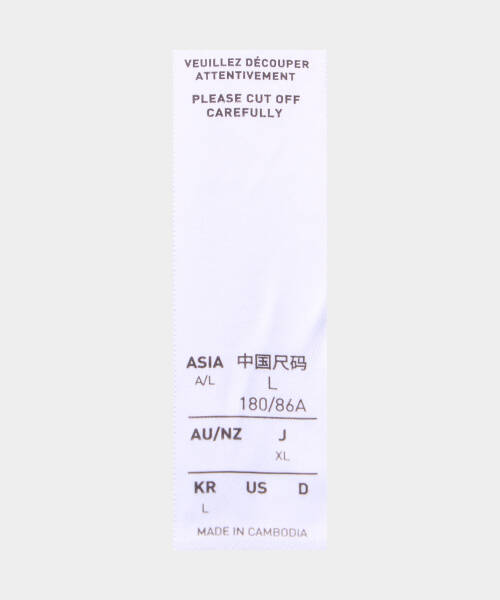 VEUILLEZ DÉCOUPER
ATTENTIVEMENT
PLEASE CUT OFF
CAREFULLY
ASIA 中国尺码
A/L L
180/86A
AU/NZ J
XL
KR US D
L
MADE IN CAMBODIA